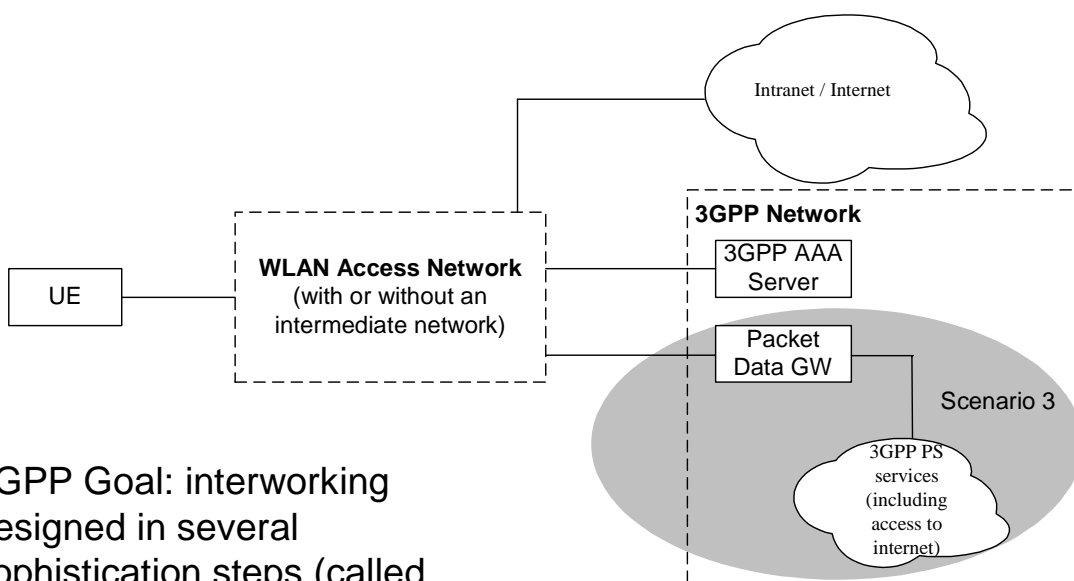 Intranet / Internet
3GPP Network
3GPP AAA
Server
WLAN Access Network
(with or without an
intermediate network)
UE
Packet
Data GW
Scenario 3
3GPP PS
services
(including
access to
internet)
GPP Goal: interworking
esigned in several
ophistication steps (called